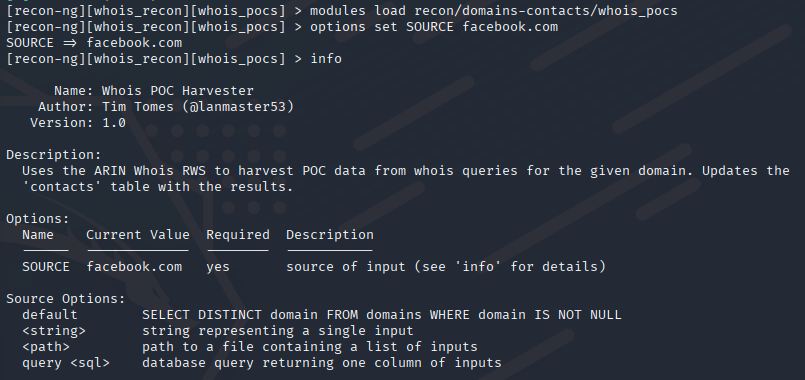 [recon-ng][whois_recon][whois_pocs] > modules load recon/domains-contacts/whois_pocs
[recon-ng][whois_recon][whois_pocs] > options set SOURCE facebook.com
SOURCE ⇒ facebook.com
[recon-ng][whois_recon][whois_pocs] > info
Name: Whois POC Harvester
Author: Tim Tomes (@lanmaster53)
Version: 1.0
Description:
Uses the ARIN Whois RWS to harvest POC data from whois queries for the given domain. Updates the
'contacts' table with the results.
Options:
Name Current Value Required Description
SOURCE facebook.com yes source of input (see 'info' for details)
Source Options:
default SELECT DISTINCT domain FROM domains WHERE domain IS NOT NULL
<string> string representing a single input
<path> path to a file containing a list of inputs
query <sql> database query returning one column of inputs